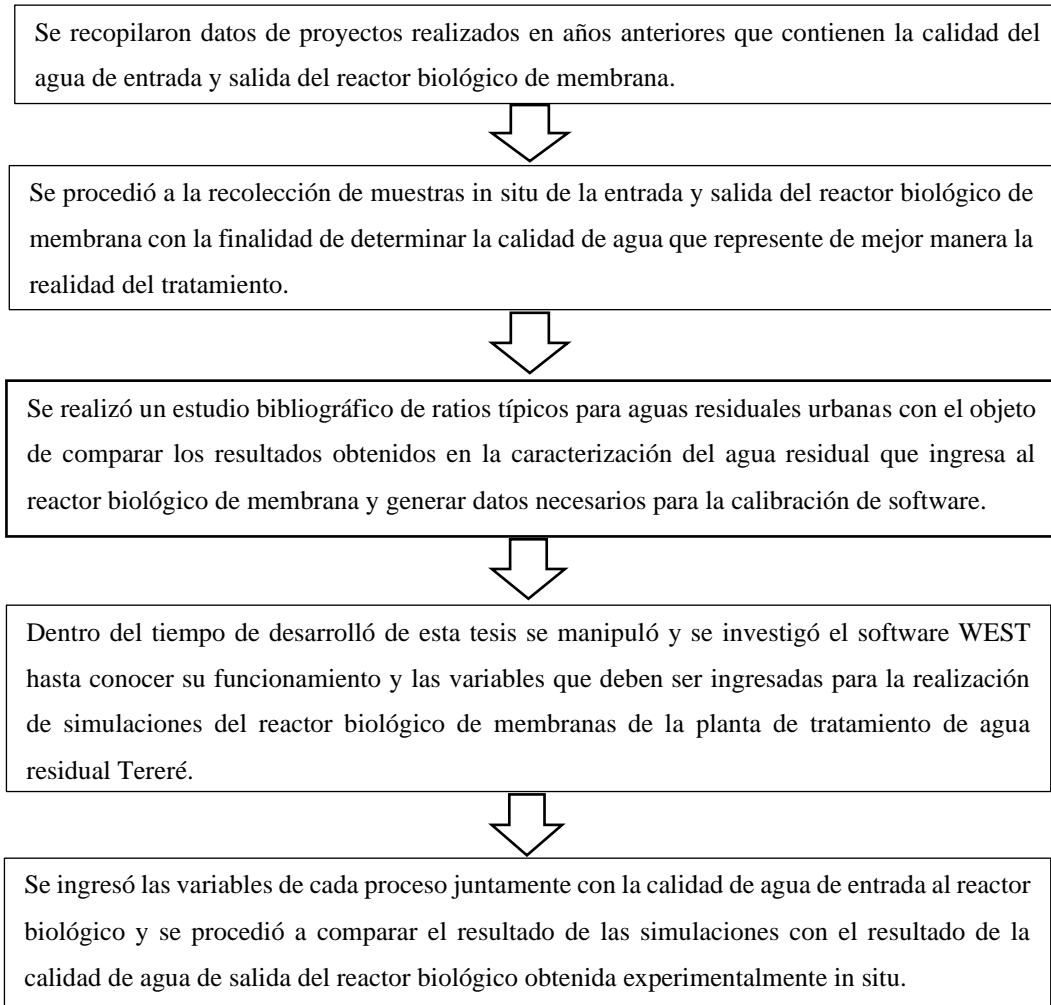 Se recopilaron datos de proyectos realizados en años anteriores que contienen la calidad del
agua de entrada y salida del reactor biológico de membrana.
Se procedió a la recolección de muestras in situ de la entrada y salida del reactor biológico de
membrana con la finalidad de determinar la calidad de agua que represente de mejor manera la
realidad del tratamiento.
Se realizó un estudio bibliográfico de ratios típicos para aguas residuales urbanas con el objeto
de comparar los resultados obtenidos en la caracterización del agua residual que ingresa al
reactor biológico de membrana y generar datos necesarios para la calibración de software.
Dentro del tiempo de desarrolló de esta tesis se manipuló y se investigó el software WEST
hasta conocer su funcionamiento y las variables que deben ser ingresadas para la realización
de simulaciones del reactor biológico de membranas de la planta de tratamiento de agua
residual Tereré.
Se ingresó las variables de cada proceso juntamente con la calidad de agua de entrada al reactor
biológico y se procedió a comparar el resultado de las simulaciones con el resultado de la
calidad de agua de salida del reactor biológico obtenida experimentalmente in situ.